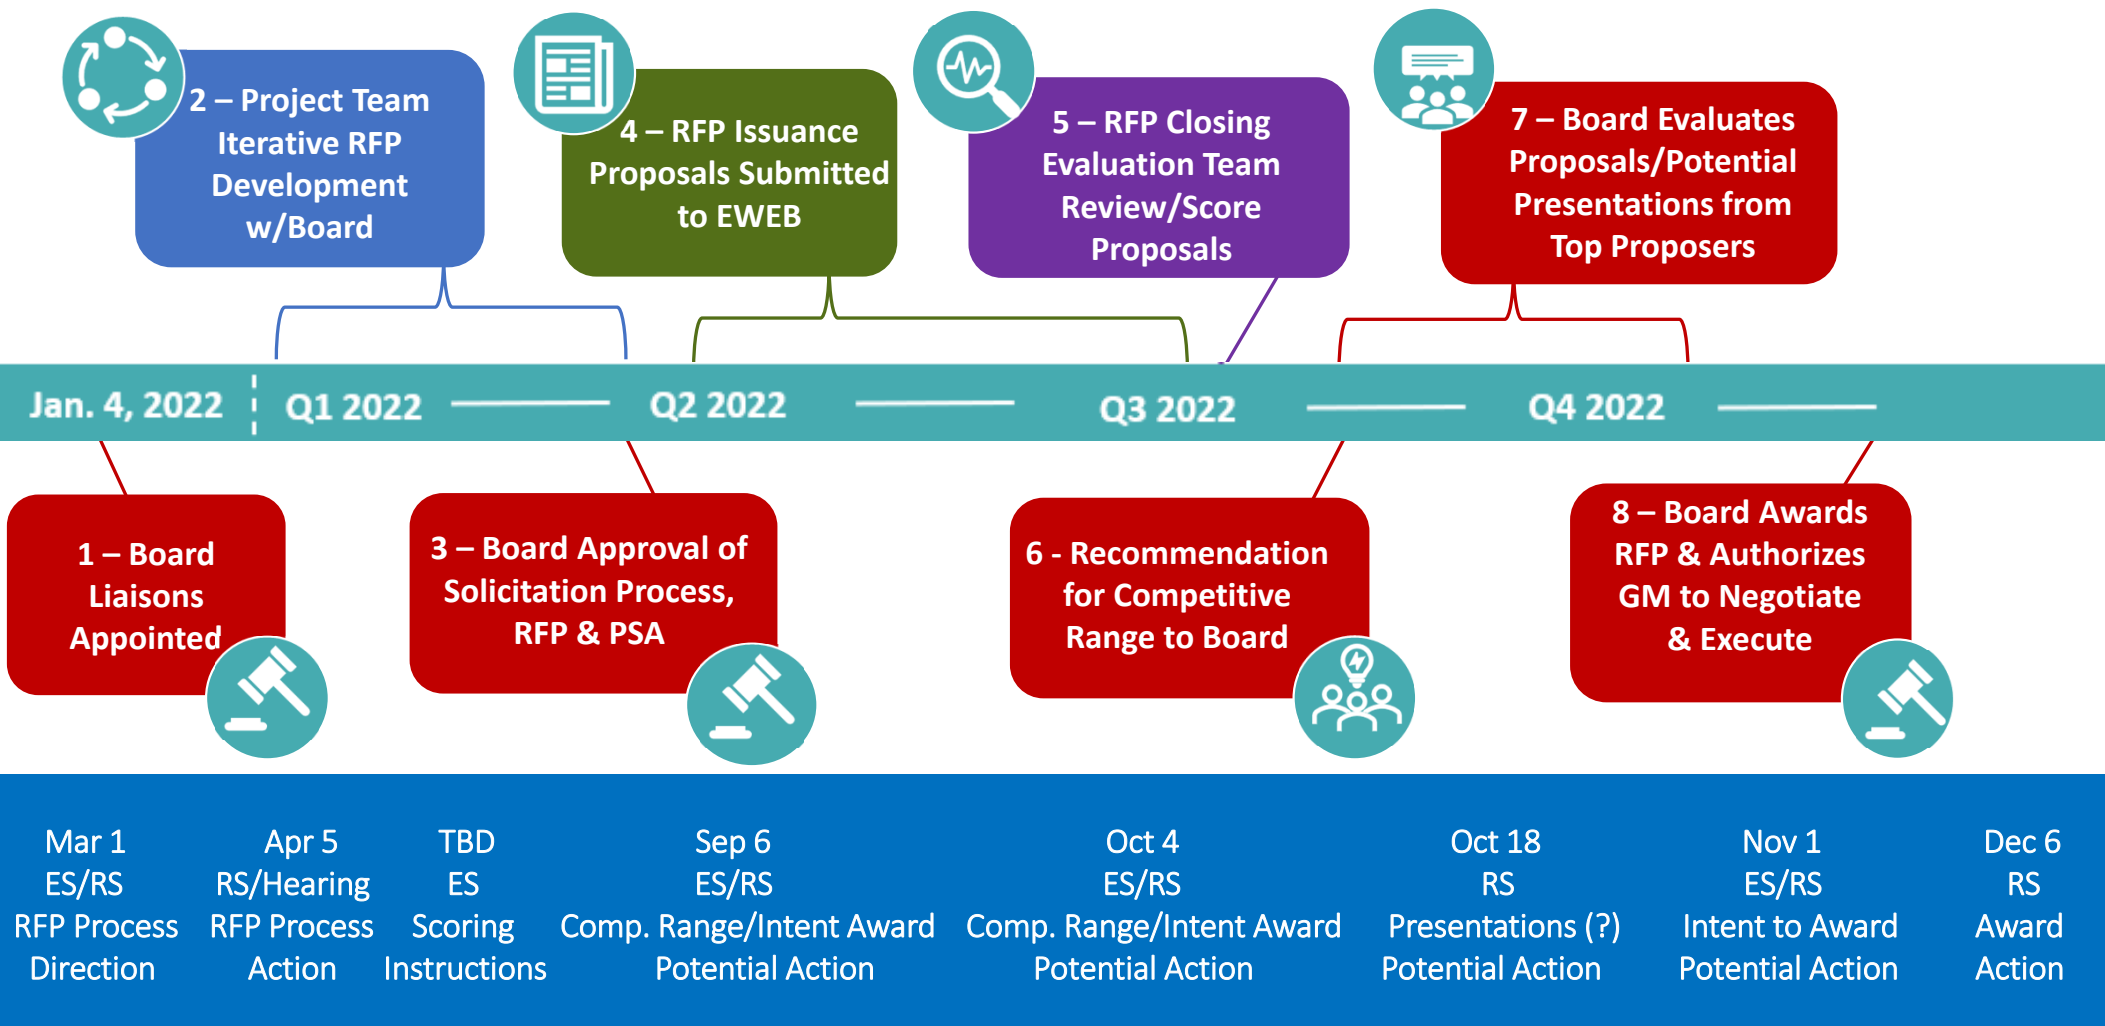 2 – Project Team
Iterative RFP
Development
w/Board
4 – RFP Issuance
Proposals Submitted
to EWEB
5 – RFP Closing
Evaluation Team
Review/Score
Proposals
7 – Board Evaluates
Proposals/Potential
Presentations from
Top Proposers
Jan. 4, 2022
Q1 2022
Q2 2022
Q3 2022
Q4 2022
1 – Board
Liaisons
Appointed
3 – Board Approval of
Solicitation Process,
RFP & PSA
6 - Recommendation
for Competitive
Range to Board
8 – Board Awards
RFP & Authorizes
GM to Negotiate
& Execute
Mar 1
ES/RS
RFP Process
Direction
Apr 5
RS/Hearing
RFP Process
Action
TBD
ES
Scoring
Instructions
Sep 6
ES/RS
Comp. Range/Intent Award
Potential Action
Oct 4
ES/RS
Comp. Range/Intent Award
Potential Action
Oct 18
RS
Presentations (?)
Potential Action
Nov 1
ES/RS
Intent to Award
Potential Action
Dec 6
RS
Award
Action